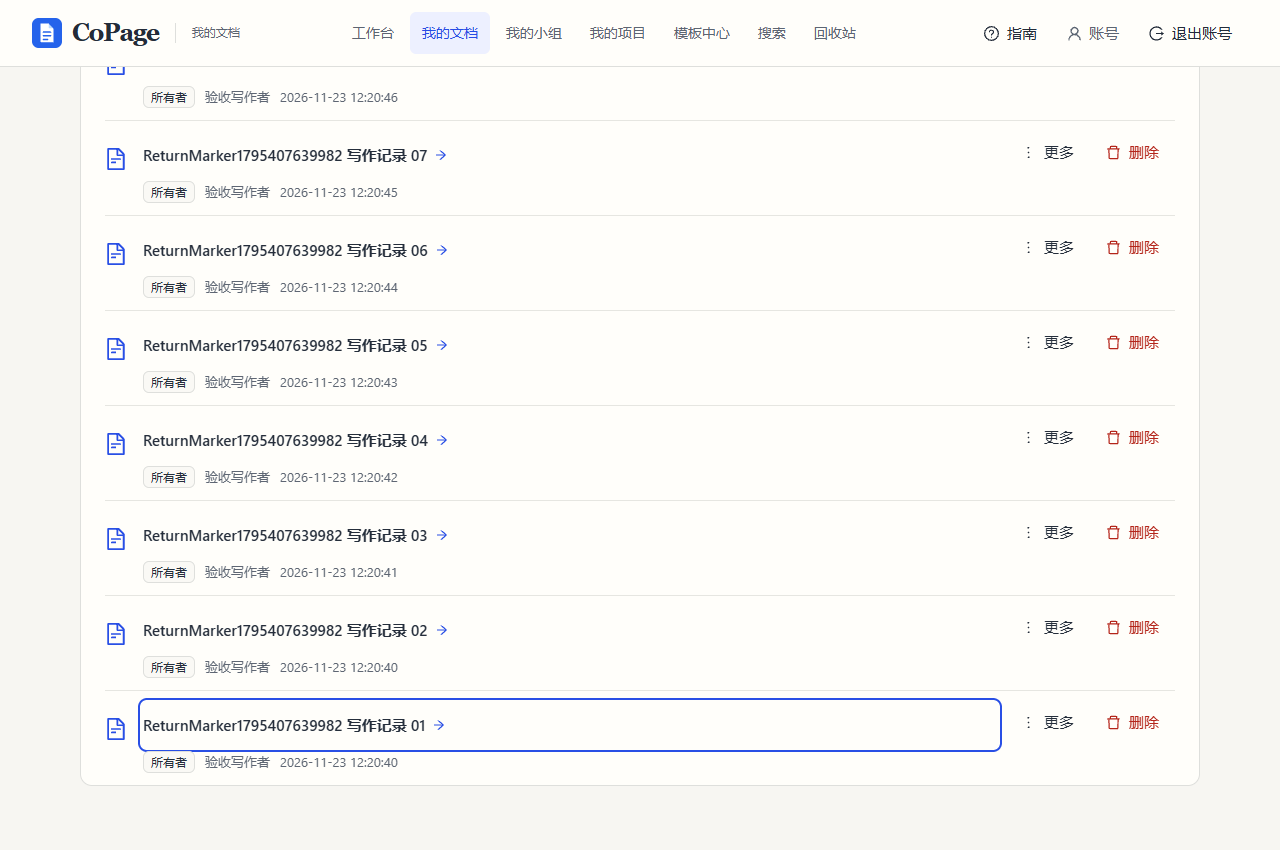 CoPage 我的文档 工作台 我的文档 我的小组 我的项目 模板中心 搜索 回收站 指南 账号 退出账号
所有者 验收写作者 2026-11-23 12:20:46
ReturnMarker1795407639982 写作记录 07 → 更多 删除
所有者 验收写作者 2026-11-23 12:20:45
ReturnMarker1795407639982 写作记录 06 → 更多 删除
所有者 验收写作者 2026-11-23 12:20:44
ReturnMarker1795407639982 写作记录 05 → 更多 删除
所有者 验收写作者 2026-11-23 12:20:43
ReturnMarker1795407639982 写作记录 04 → 更多 删除
所有者 验收写作者 2026-11-23 12:20:42
ReturnMarker1795407639982 写作记录 03 → 更多 删除
所有者 验收写作者 2026-11-23 12:20:41
ReturnMarker1795407639982 写作记录 02 → 更多 删除
所有者 验收写作者 2026-11-23 12:20:40
ReturnMarker1795407639982 写作记录 01 → 更多 删除
所有者 验收写作者 2026-11-23 12:20:40